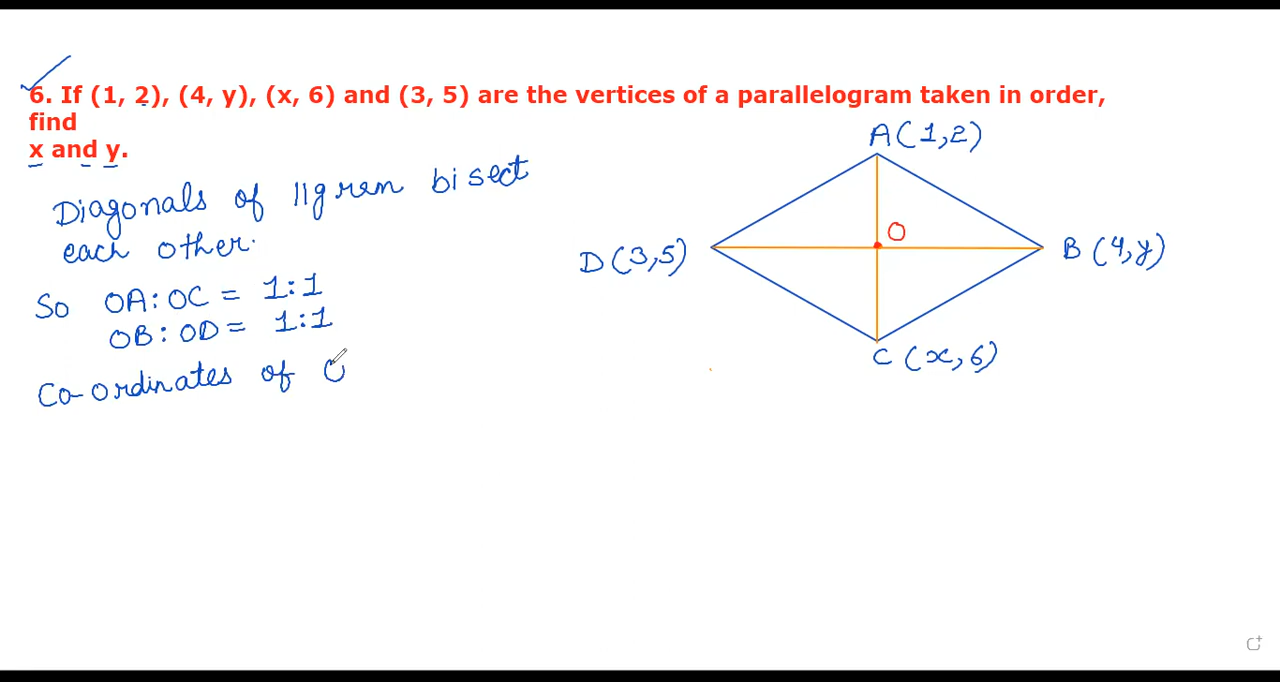 6. If (1, 2), (4, y), (x, 6) and (3, 5) are the vertices of a parallelogram taken in order,
find
x and y.
Diagonals of llgram bisect
each other.
So OA:OC = 1:1
OB:OD = 1:1
Co-ordinates of O
A(1,2)
O
D(3,5)
B(4,y)
C(x,6)